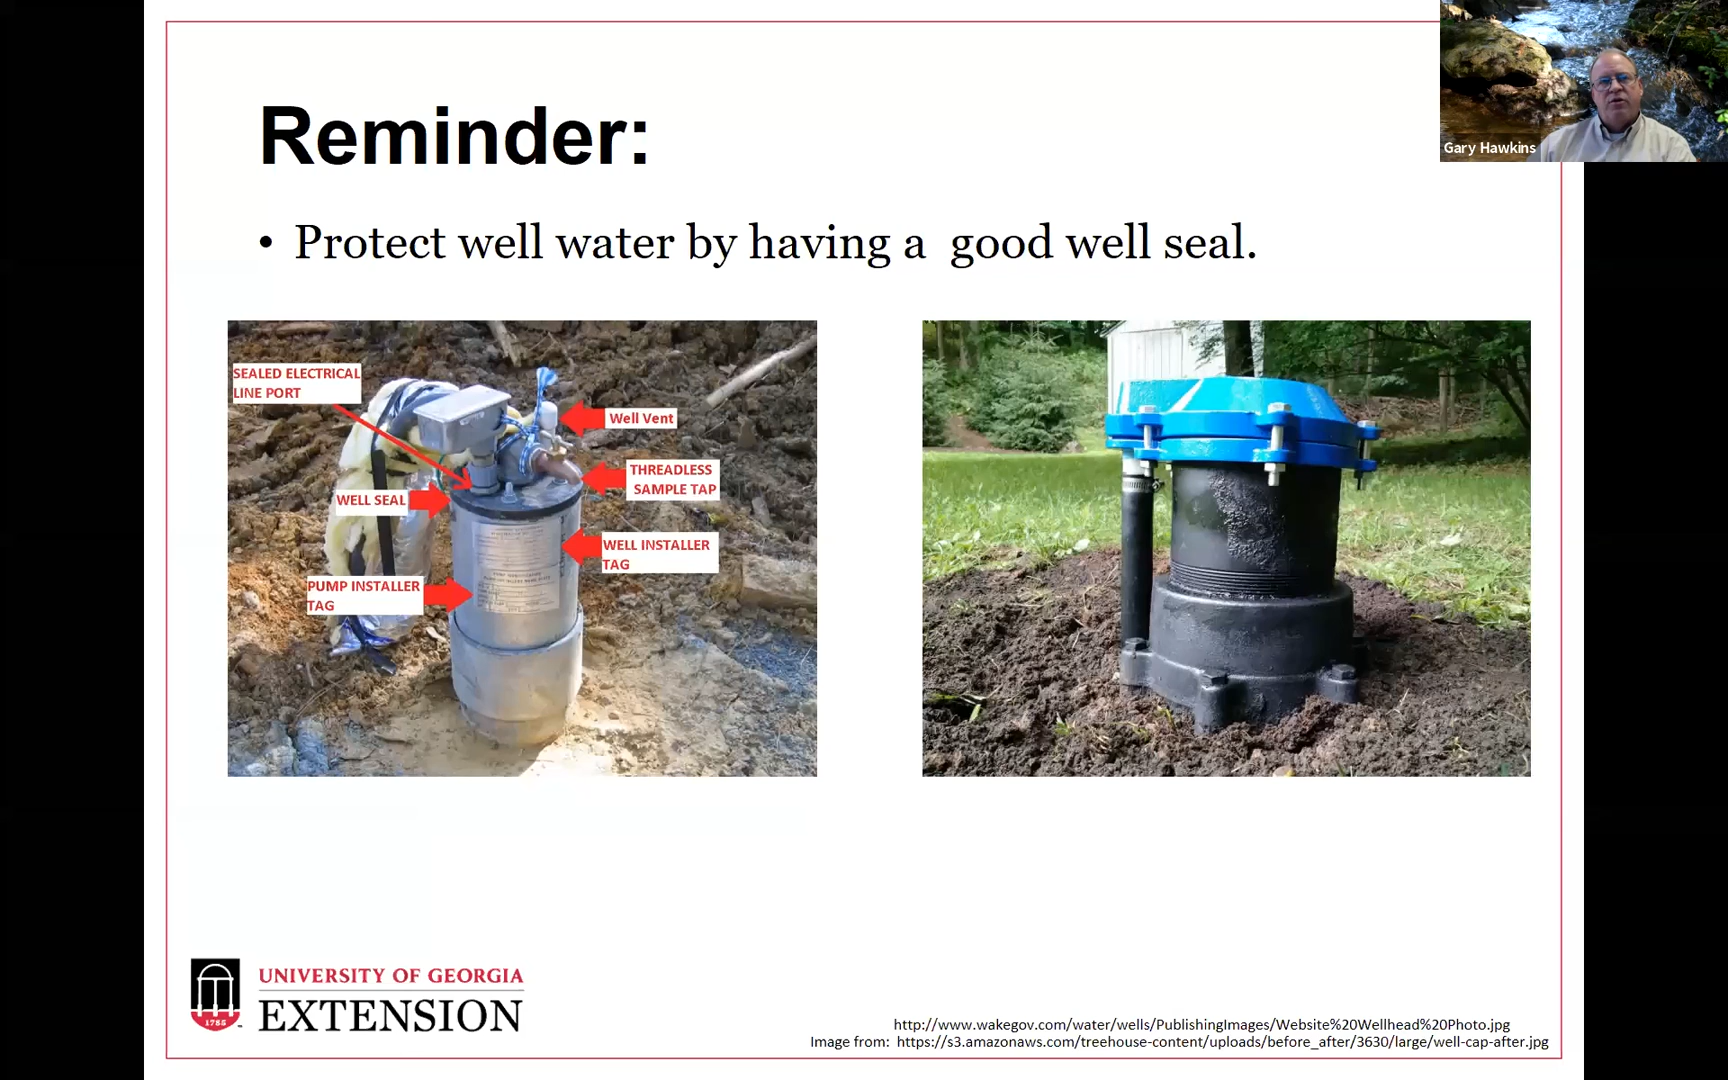 Reminder:
Gary Hawkins
• Protect well water by having a  good well seal.
SEALED ELECTRICAL
LINE PORT
Well Vent
THREADLESS
SAMPLE TAP
WELL SEAL
WELL INSTALLER
TAG
PUMP INSTALLER
TAG
1785
UNIVERSITY OF GEORGIA
EXTENSION
http://www.wakegov.com/water/wells/PublishingImages/Website%20Wellhead%20Photo.jpg
Image from:  https://s3.amazonaws.com/treehouse-content/uploads/before_after/3630/large/well-cap-after.jpg